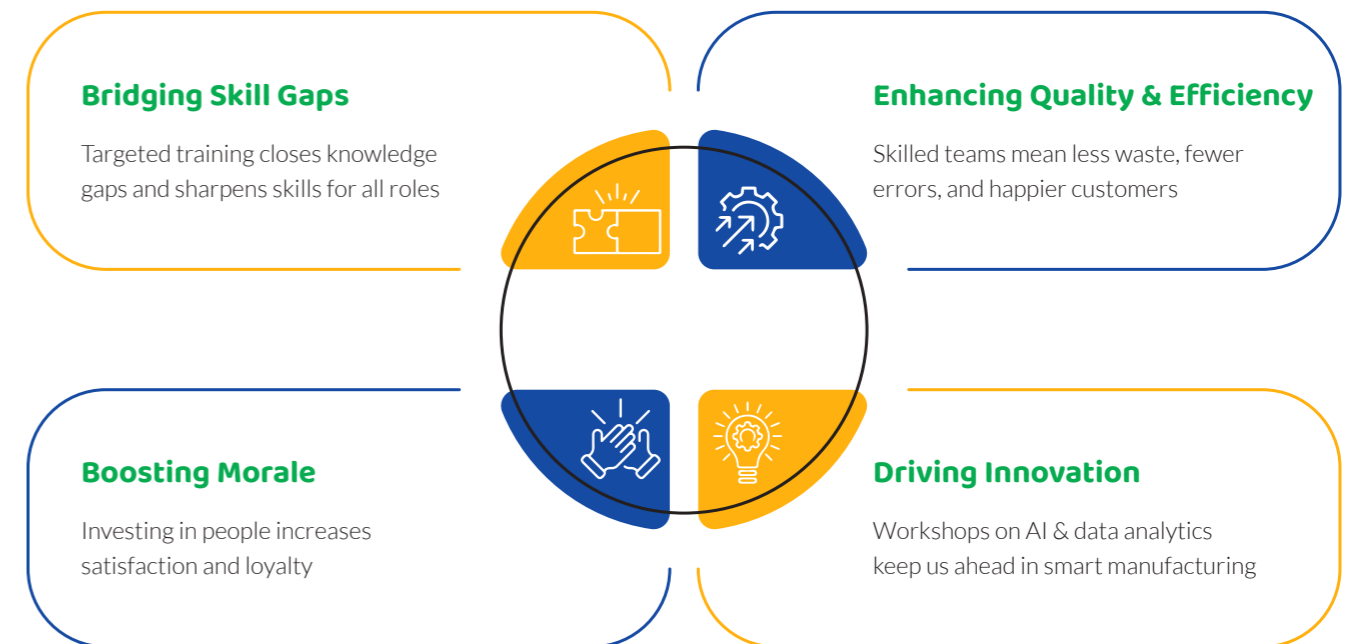 Bridging Skill Gaps
Targeted training closes knowledge
gaps and sharpens skills for all roles
Enhancing Quality & Efficiency
Skilled teams mean less waste, fewer
errors, and happier customers
Boosting Morale
Investing in people increases
satisfaction and loyalty
Driving Innovation
Workshops on AI & data analytics
keep us ahead in smart manufacturing